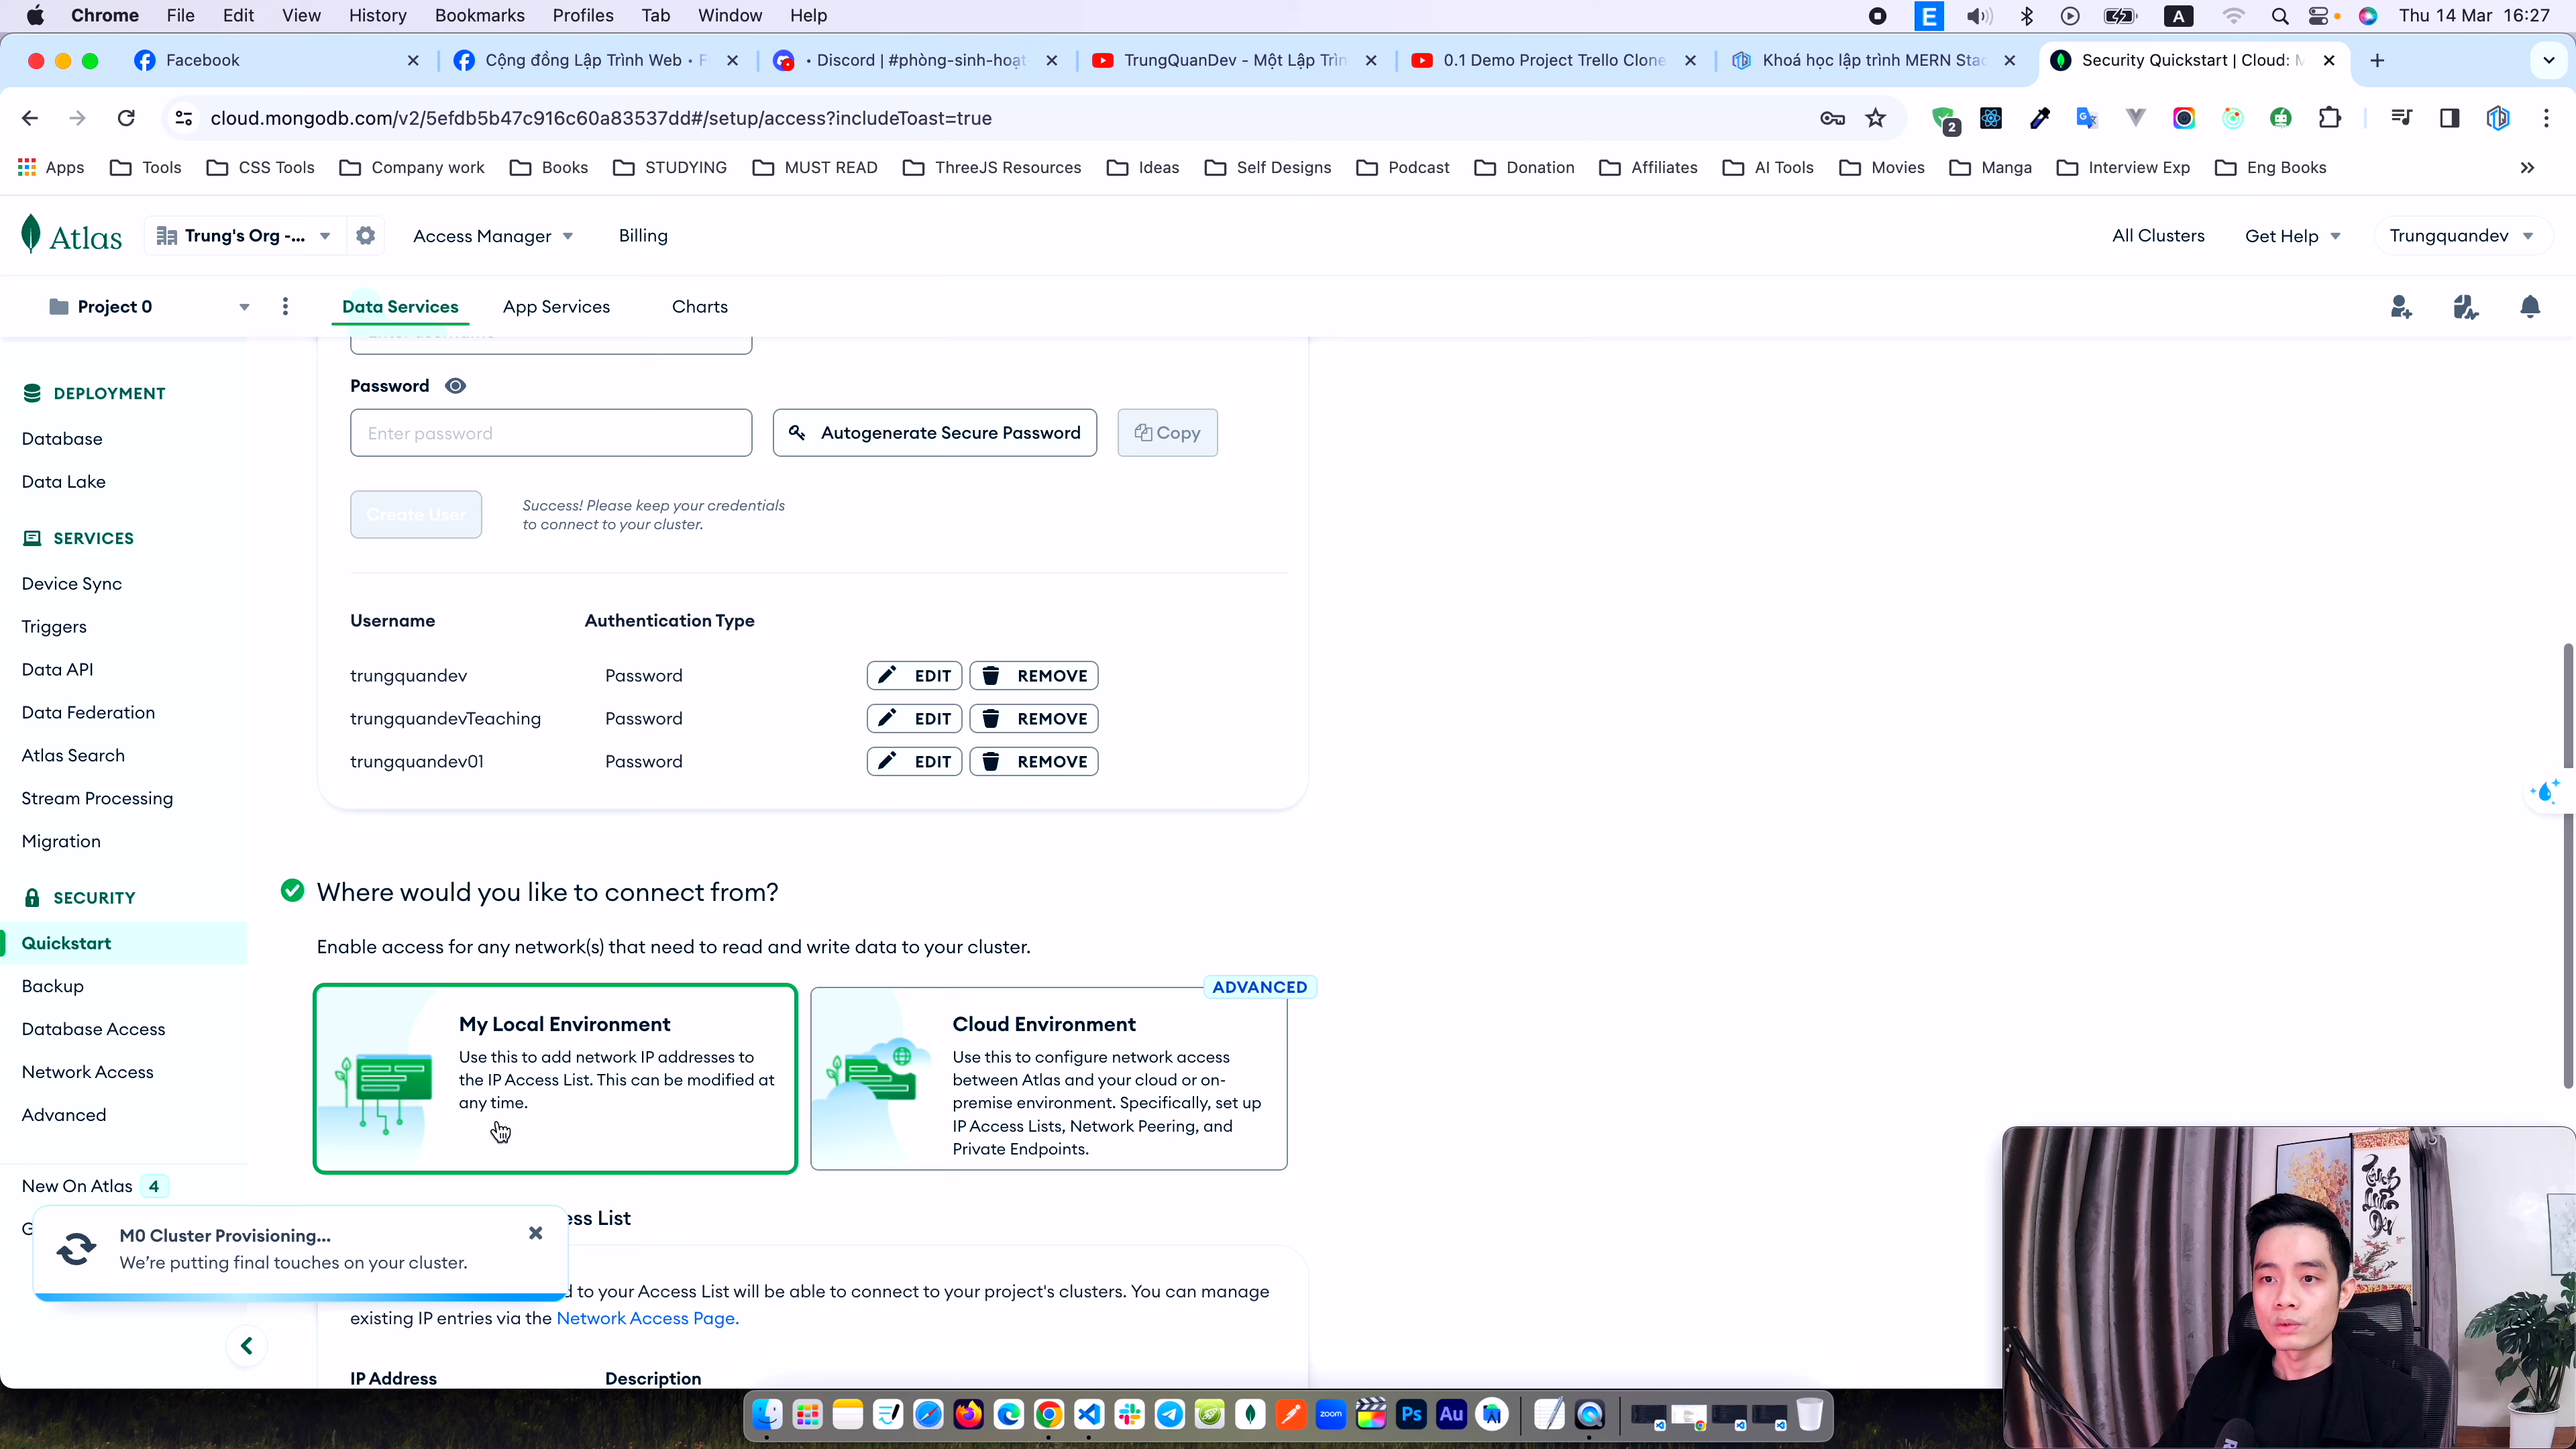 Chrome File Edit View History Bookmarks Profiles Tab Window Help
E A Thu 14 Mar 16:27
Facebook
Cộng đồng Lập Trình Web • F
• Discord | #phòng-sinh-hoạt
TrungQuanDev - Một Lập Trìn
0.1 Demo Project Trello Clone
Khoá học lập trình MERN Stac
Security Quickstart | Cloud: M
cloud.mongodb.com/v2/5efdb5b47c916c60a83537dd#/setup/access?includeToast=true
2
Apps Tools CSS Tools Company work Books STUDYING MUST READ ThreeJS Resources Ideas Self Designs Podcast Donation Affiliates AI Tools Movies Manga Interview Exp Eng Books
Atlas Trung's Org -... Access Manager Billing All Clusters Get Help Trungquandev
Project 0 Data Services App Services Charts
DEPLOYMENT
Database
Data Lake
SERVICES
Device Sync
Triggers
Data API
Data Federation
Atlas Search
Stream Processing
Migration
SECURITY
Quickstart
Backup
Database Access
Network Access
Advanced
New On Atlas 4
G
Password
Enter password
Autogenerate Secure Password
Copy
Create User
Success! Please keep your credentials
to connect to your cluster.
Username Authentication Type
trungquandev Password EDIT REMOVE
trungquandevTeaching Password EDIT REMOVE
trungquandev01 Password EDIT REMOVE
Where would you like to connect from?
Enable access for any network(s) that need to read and write data to your cluster.
My Local Environment
Use this to add network IP addresses to
the IP Access List. This can be modified at
any time.
ADVANCED
Cloud Environment
Use this to configure network access
between Atlas and your cloud or on-
premise environment. Specifically, set up
IP Access Lists, Network Peering, and
Private Endpoints.
ess List
M0 Cluster Provisioning...
We're putting final touches on your cluster.
d to your Access List will be able to connect to your project's clusters. You can manage
existing IP entries via the Network Access Page.
IP Address Description
zoom Ps Au